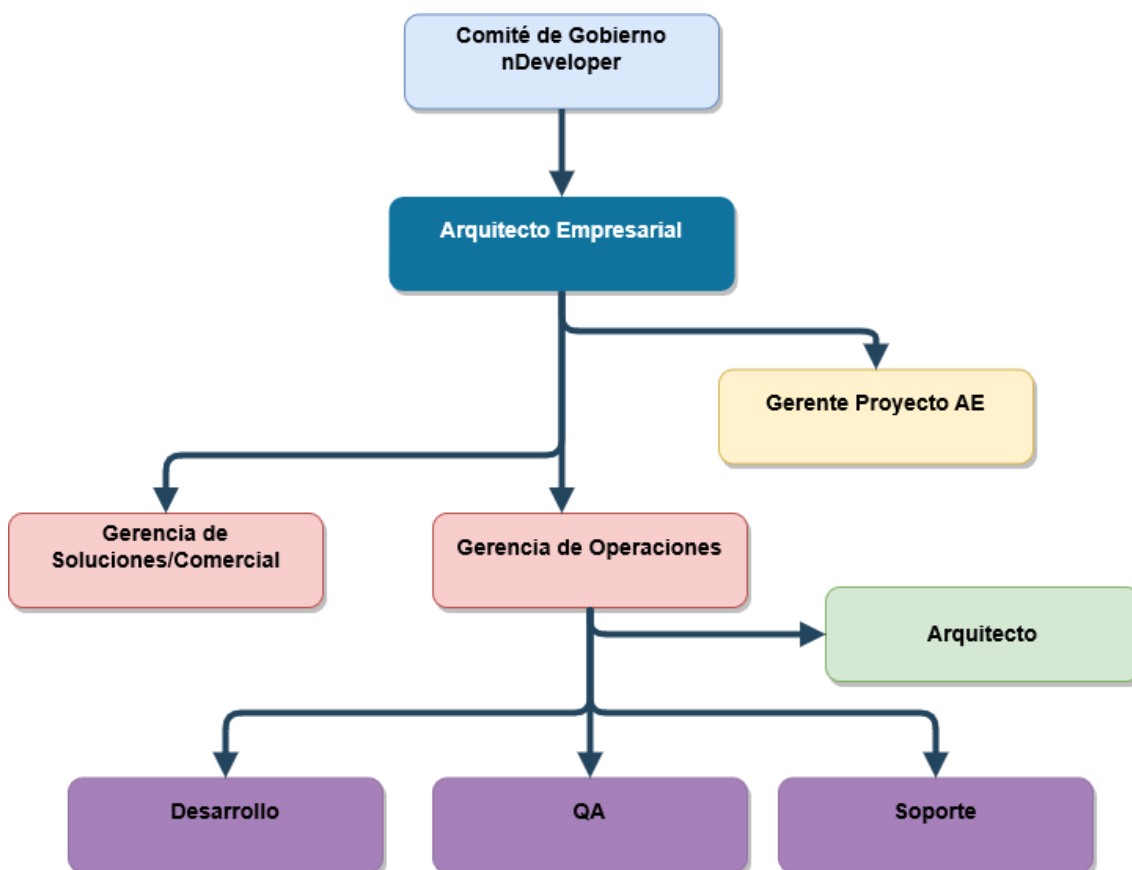 Comité de Gobierno
nDeveloper
Arquitecto Empresarial
Gerente Proyecto AE
Gerencia de
Soluciones/Comercial
Gerencia de Operaciones
Arquitecto
Desarrollo
QA
Soporte